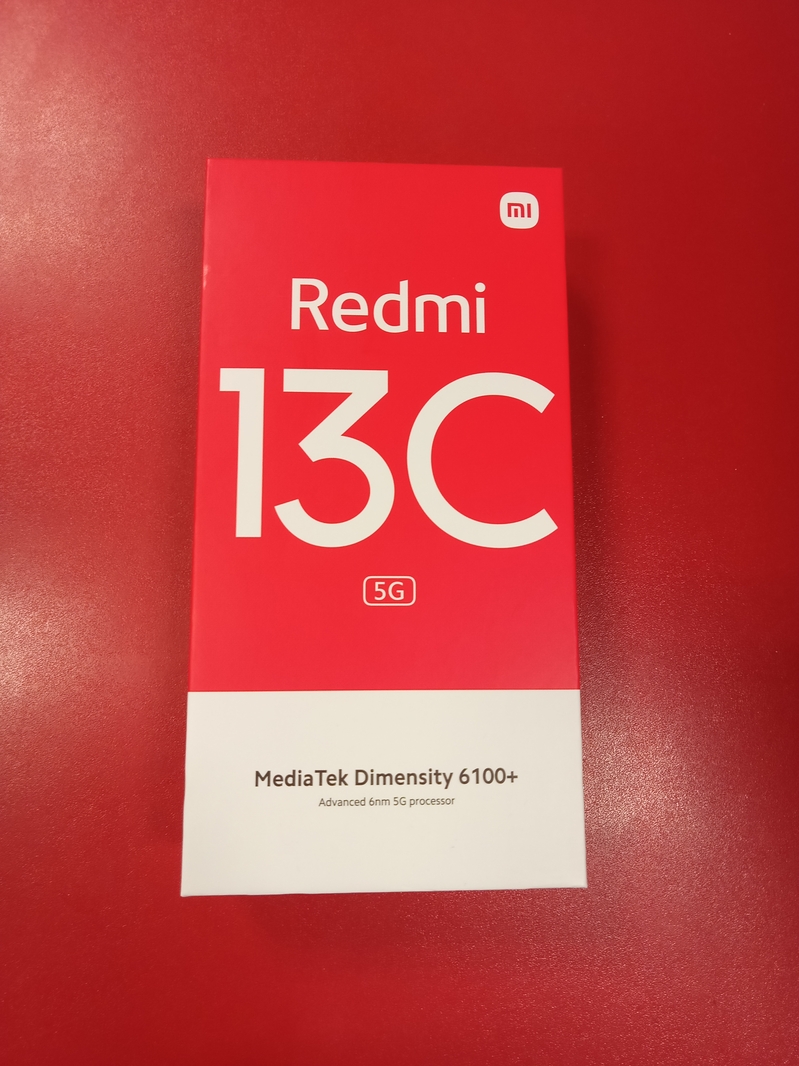 mi
Redmi
13C
5G
MediaTek Dimensity 6100+
Advanced 6nm 5G processor